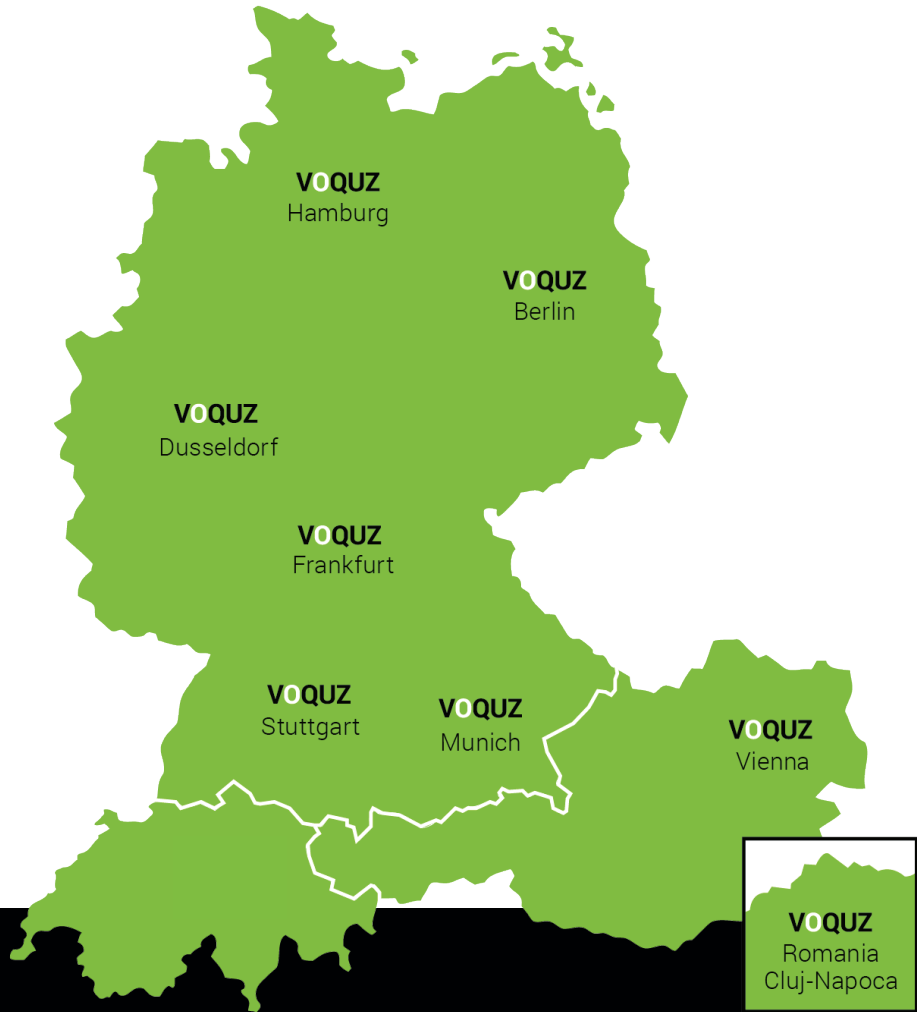 VOQUZ
Hamburg
VOQUZ
Berlin
VOQUZ
Dusseldorf
VOQUZ
Frankfurt
VOQUZ
Stuttgart
VOQUZ
Munich
VOQUZ
Vienna
VOQUZ
Romania
Cluj-Napoca